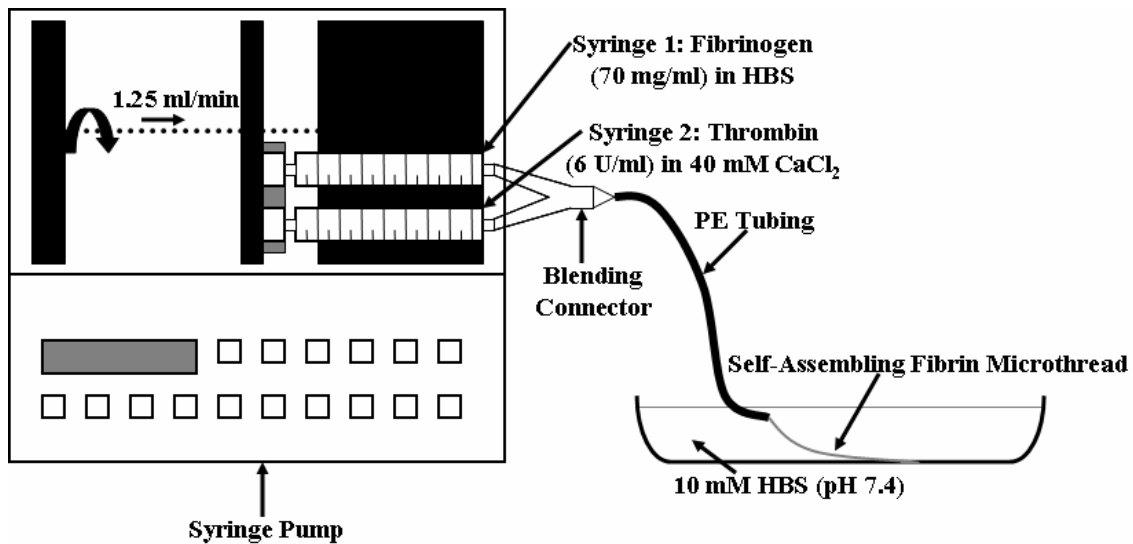 Syringe 1: Fibrinogen
(70 mg/ml) in HBS
1.25 ml/min
Syringe 2: Thrombin
(6 U/ml) in 40 mM CaCl₂
PE Tubing
Blending
Connector
Self-Assembling Fibrin Microthread
10 mM HBS (pH 7.4)
Syringe Pump